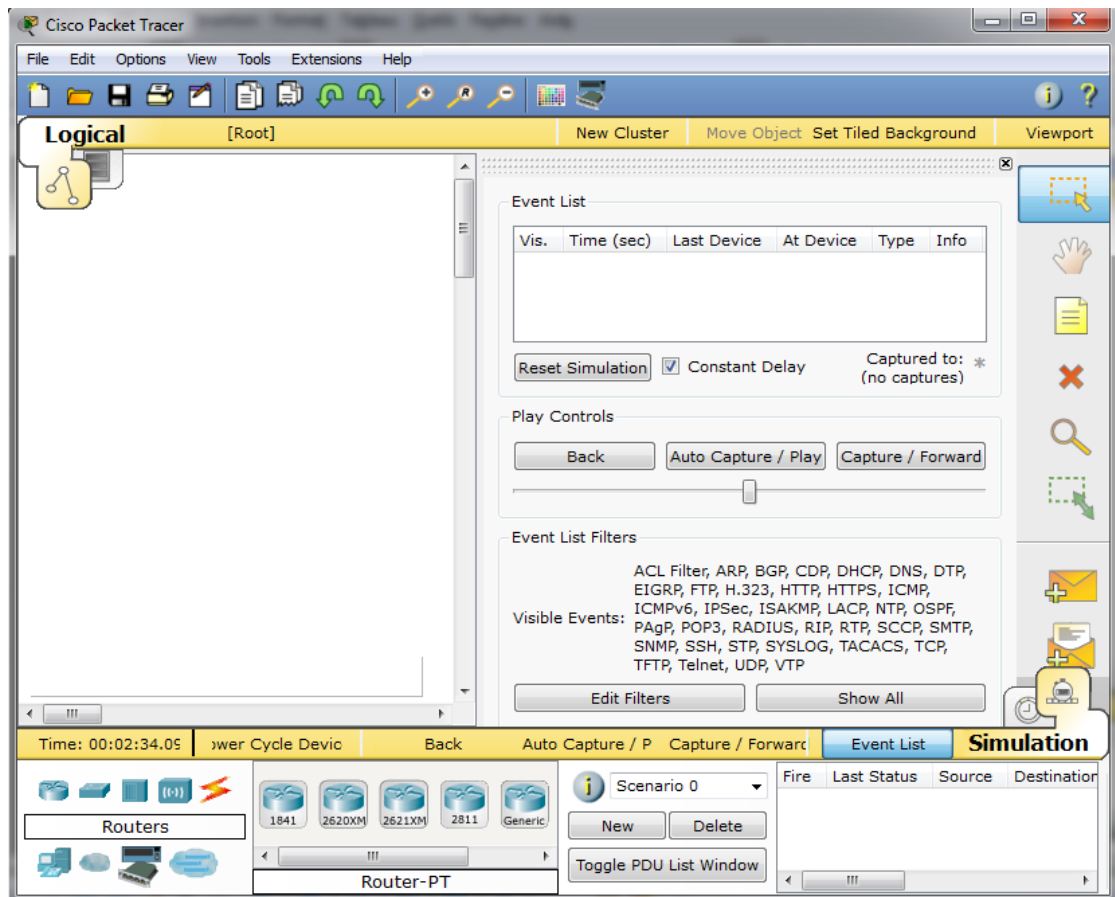 Cisco Packet Tracer
File Edit Options View Tools Extensions Help
Logical [Root] New Cluster Move Object Set Tiled Background Viewport
Event List
Vis. Time (sec) Last Device At Device Type Info
Reset Simulation Constant Delay Captured to: *
(no captures)
Play Controls
Back Auto Capture / Play Capture / Forward
Event List Filters
Visible Events:
ACL Filter, ARP, BGP, CDP, DHCP, DNS, DTP,
EIGRP, FTP, H.323, HTTP, HTTPS, ICMP,
ICMPv6, IPSec, ISAKMP, LACP, NTP, OSPF,
PAgP, POP3, RADIUS, RIP, RTP, SCCP, SMTP,
SNMP, SSH, STP, SYSLOG, TACACS, TCP,
TFTP, Telnet, UDP, VTP
Edit Filters Show All
Time: 00:02:34.09 ower Cycle Devic Back Auto Capture / P Capture / Forward Event List Simulation
Routers
1841 2620XM 2621XM 2811 Generic
Router-PT
Scenario 0
New Delete
Toggle PDU List Window
Fire Last Status Source Destination